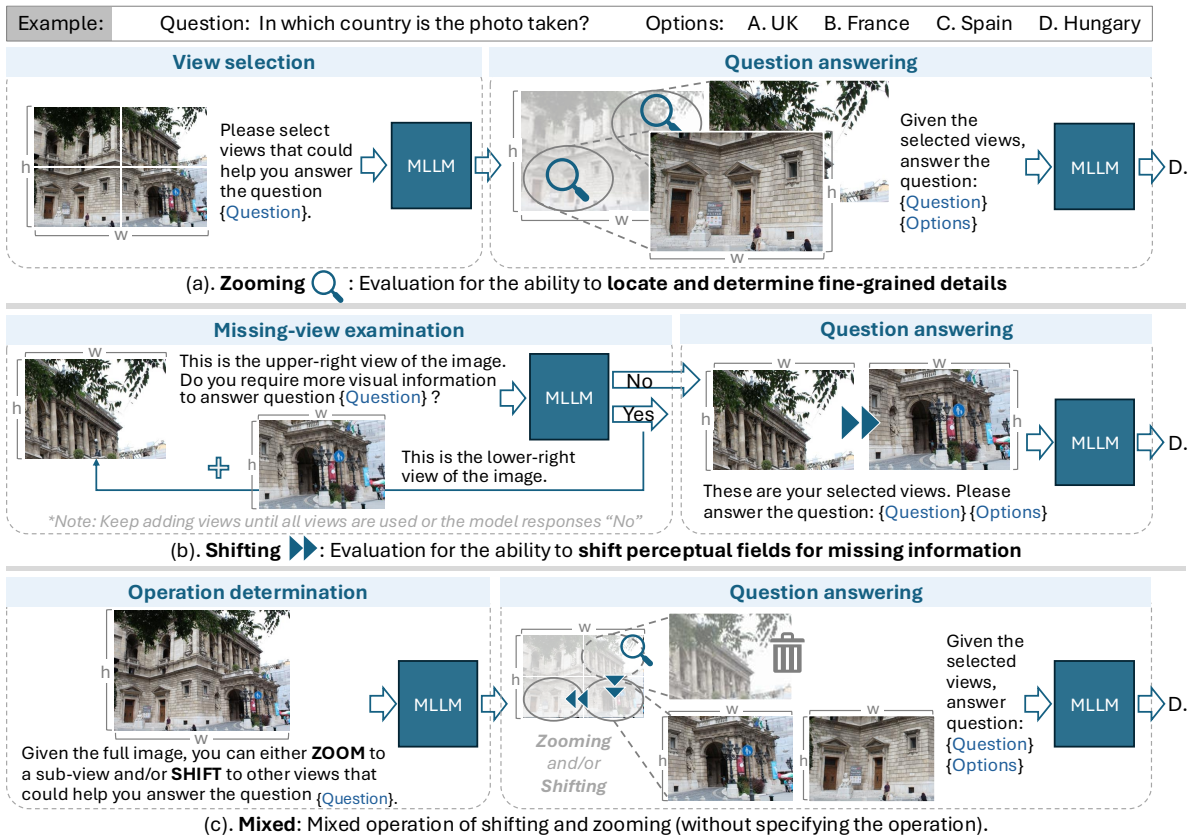 Example: Question: In which country is the photo taken? Options: A. UK B. France C. Spain D. Hungary
View selection
h
w
Please select
views that could
help you answer
the question
{Question}.
MLLM
Question answering
h
w
h
Given the
selected views,
answer the
question:
{Question}
{Options}
MLLM
D.
(a). Zooming : Evaluation for the ability to locate and determine fine-grained details
Missing-view examination
w
h
This is the upper-right view of the image.
Do you require more visual information
to answer question {Question} ?
w
h
This is the lower-right
view of the image.
MLLM
No
Yes
*Note: Keep adding views until all views are used or the model responses “No”
Question answering
w
w
h
h
These are your selected views. Please
answer the question: {Question} {Options}
MLLM
D.
(b). Shifting : Evaluation for the ability to shift perceptual fields for missing information
Operation determination
h
w
Given the full image, you can either ZOOM to
a sub-view and/or SHIFT to other views that
could help you answer the question {Question}.
MLLM
Question answering
w
h
Zooming
and/or
Shifting
w
h
w
h
Given the
selected
views,
answer
question:
{Question}
{Options}
MLLM
D.
(c). Mixed: Mixed operation of shifting and zooming (without specifying the operation).